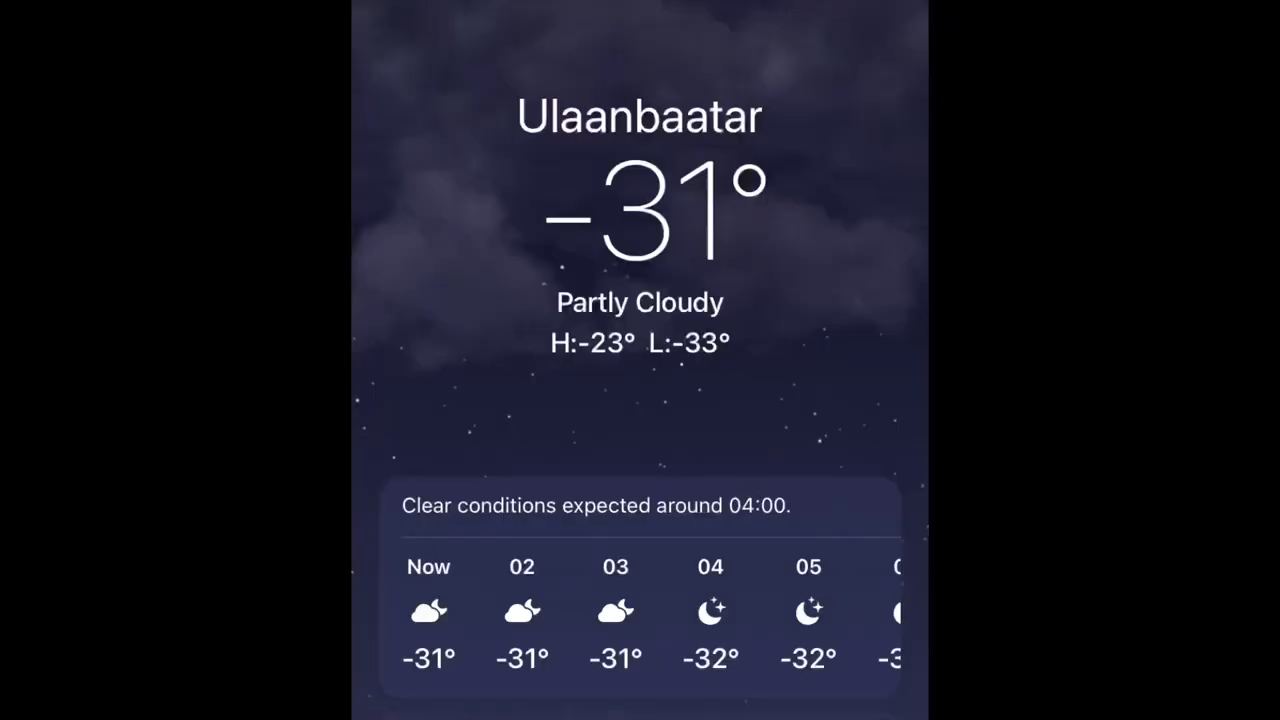 Ulaanbaatar
-31°
Partly Cloudy
H:-23° L:-33°
Clear conditions expected around 04:00.
Now 02 03 04 05
-31° -31° -31° -32° -32°